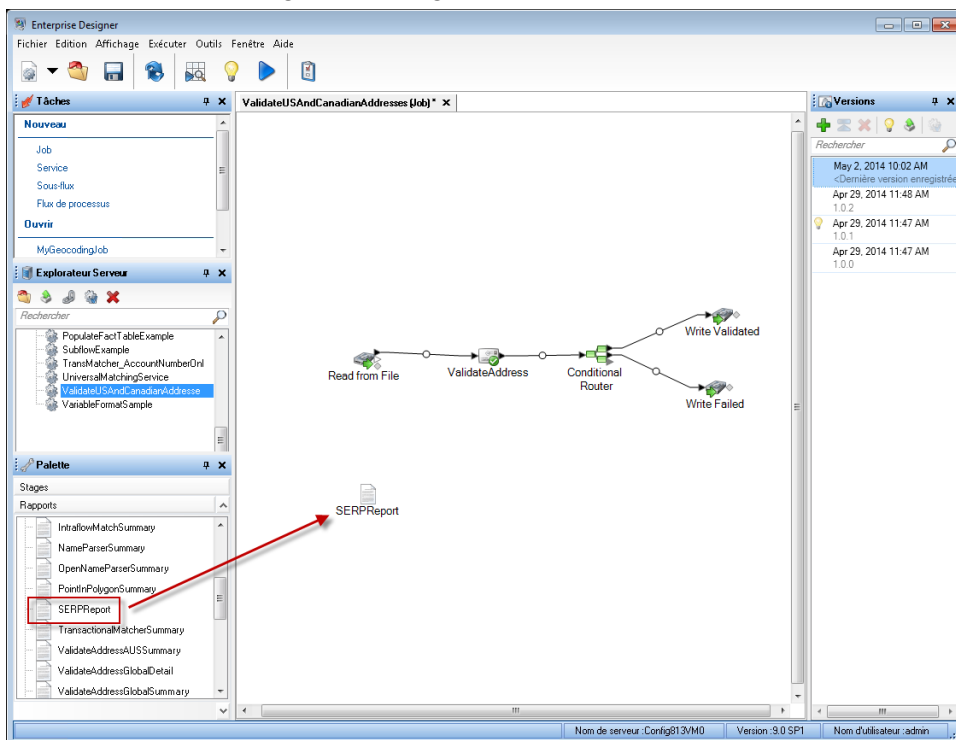 Enterprise Designer
Fichier Edition Affichage Exécuter Outils Fenêtre Aide
Tâches
Nouveau
Job
Service
Sous-flux
Flux de processus
Ouvrir
MyGeocodingJob
Explorateur Serveur
Rechercher
PopulateFactTableExample
SubflowExample
TransMatcher_AccountNumberOnl
UniversalMatchingService
ValidateUSAndCanadianAddresse
VariableFormatSample
Palette
Stages
Rapports
IntraflowMatchSummary
NameParserSummary
OpenNameParserSummary
PointInPolygonSummary
SERPReport
TransactionalMatcherSummary
ValidateAddressAUSSummary
ValidateAddressGlobalDetail
ValidateAddressGlobalSummary
ValidateUSAndCanadianAddresses (Job) *
Read from File
ValidateAddress
Conditional
Router
Write Validated
Write Failed
SERPReport
Versions
Rechercher
May 2, 2014 10:02 AM
<Dernière version enregistrée
Apr 29, 2014 11:48 AM
1.0.2
Apr 29, 2014 11:47 AM
1.0.1
Apr 29, 2014 11:47 AM
1.0.0
Nom de serveur :Config813VM0
Version :9.0 SP1
Nom d'utilisateur :admin